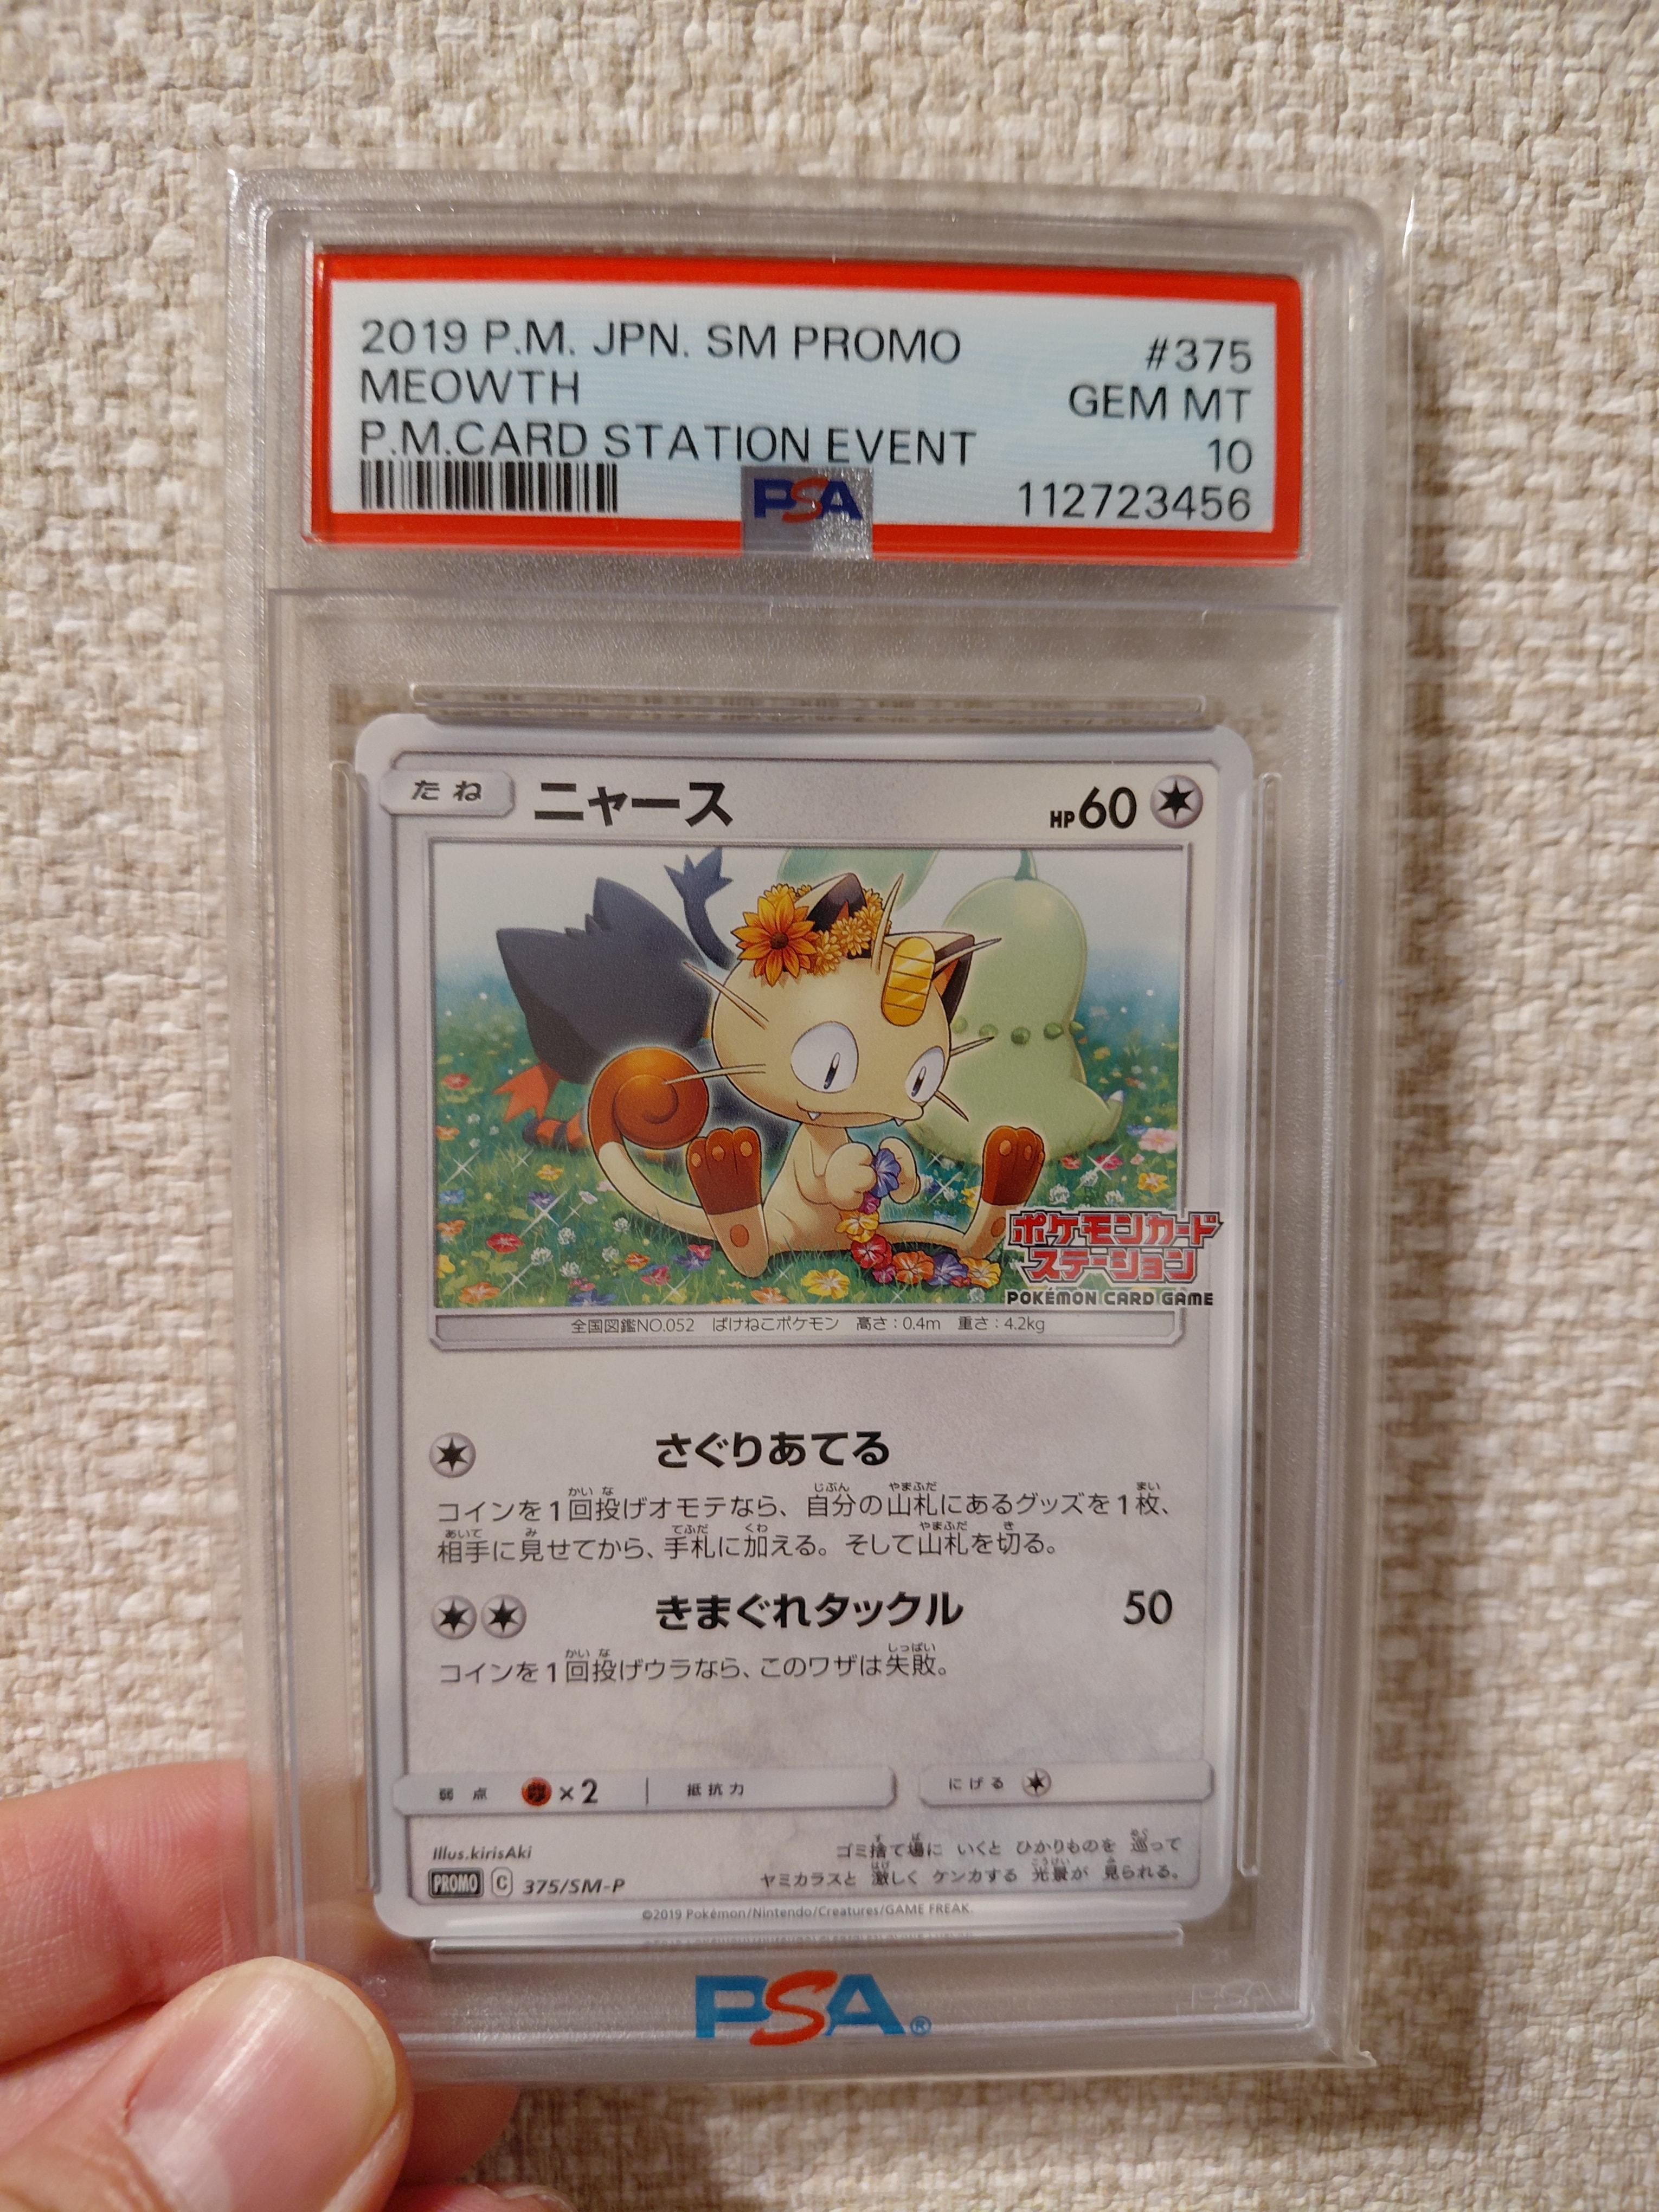 2019 P.M. JPN. SM PROMO #375
MEOWTH GEM MT
P.M.CARD STATION EVENT 10
PSA 112723456
たね ニャース HP60
ポケモンカード
ステーション
POKÉMON CARD GAME
全国図鑑NO.052 ばけねこポケモン 高さ：0.4m 重さ：4.2kg
さぐりあてる
コインを1回投げオモテなら、自分の山札にあるグッズを1枚、
相手に見せてから、手札に加える。そして山札を切る。
きまぐれタックル 50
コインを1回投げウラなら、このワザは失敗。
弱点 ×2 抵抗力 にげる
Illus.kirisAki
PROMO C 375/SM-P
ゴミ捨て場に いくと ひかりものを 巡って
ヤミカラスと 激しく ケンカする 光景が 見られる。
©2019 Pokémon/Nintendo/Creatures/GAME FREAK.
PSA®